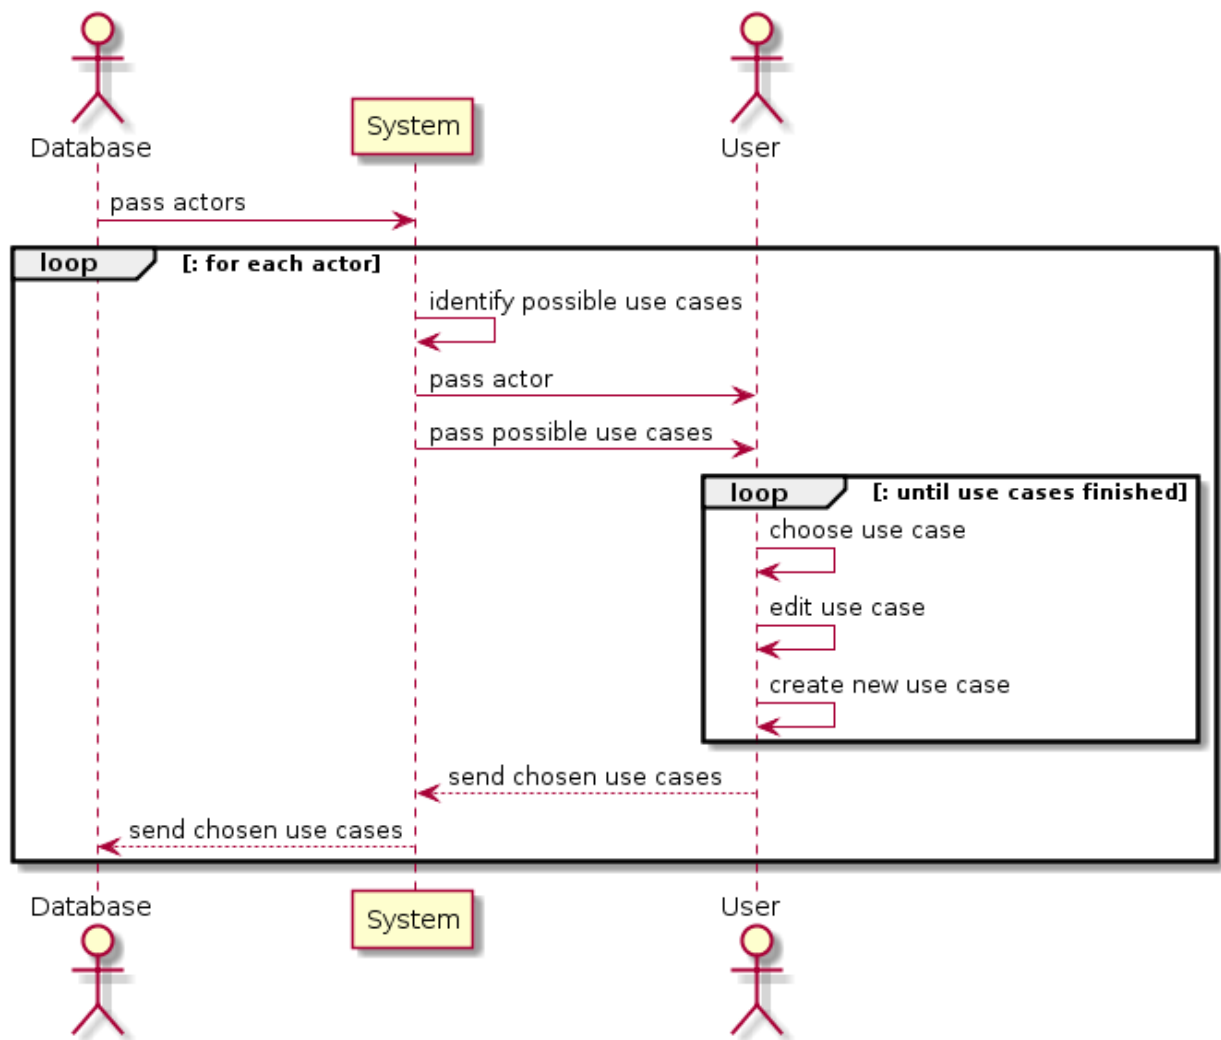 Database
System
User
pass actors
loop [: for each actor]
identify possible use cases
pass actor
pass possible use cases
loop [: until use cases finished]
choose use case
edit use case
create new use case
send chosen use cases
send chosen use cases
Database
System
User